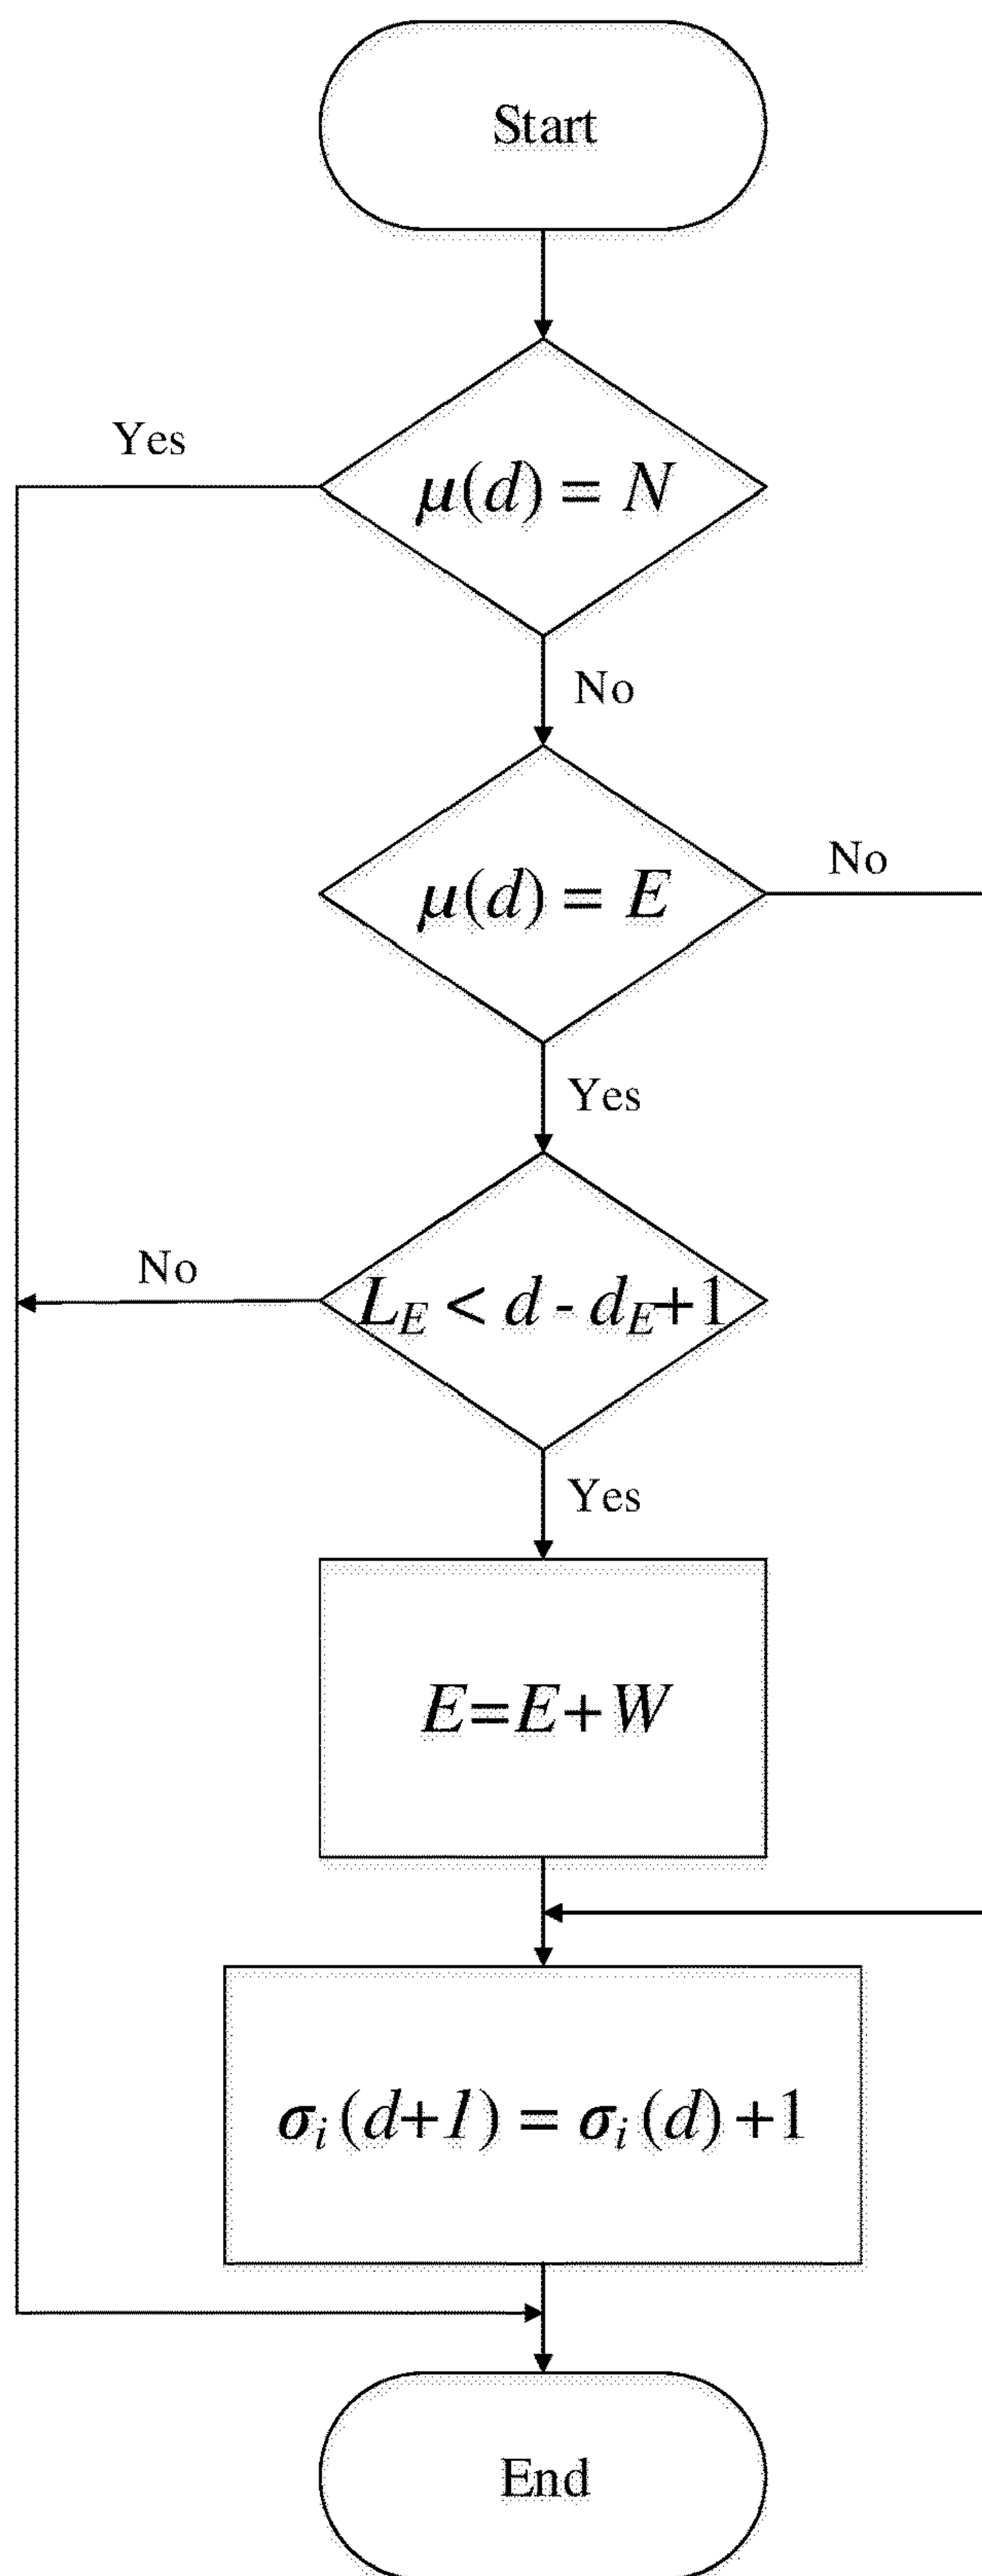 Start
Yes
μ(d) = N
No
μ(d) = E
No
Yes
L_E < d - d_E+1
No
Yes
E=E+W
σ_i (d+1) = σ_i (d) +1
End